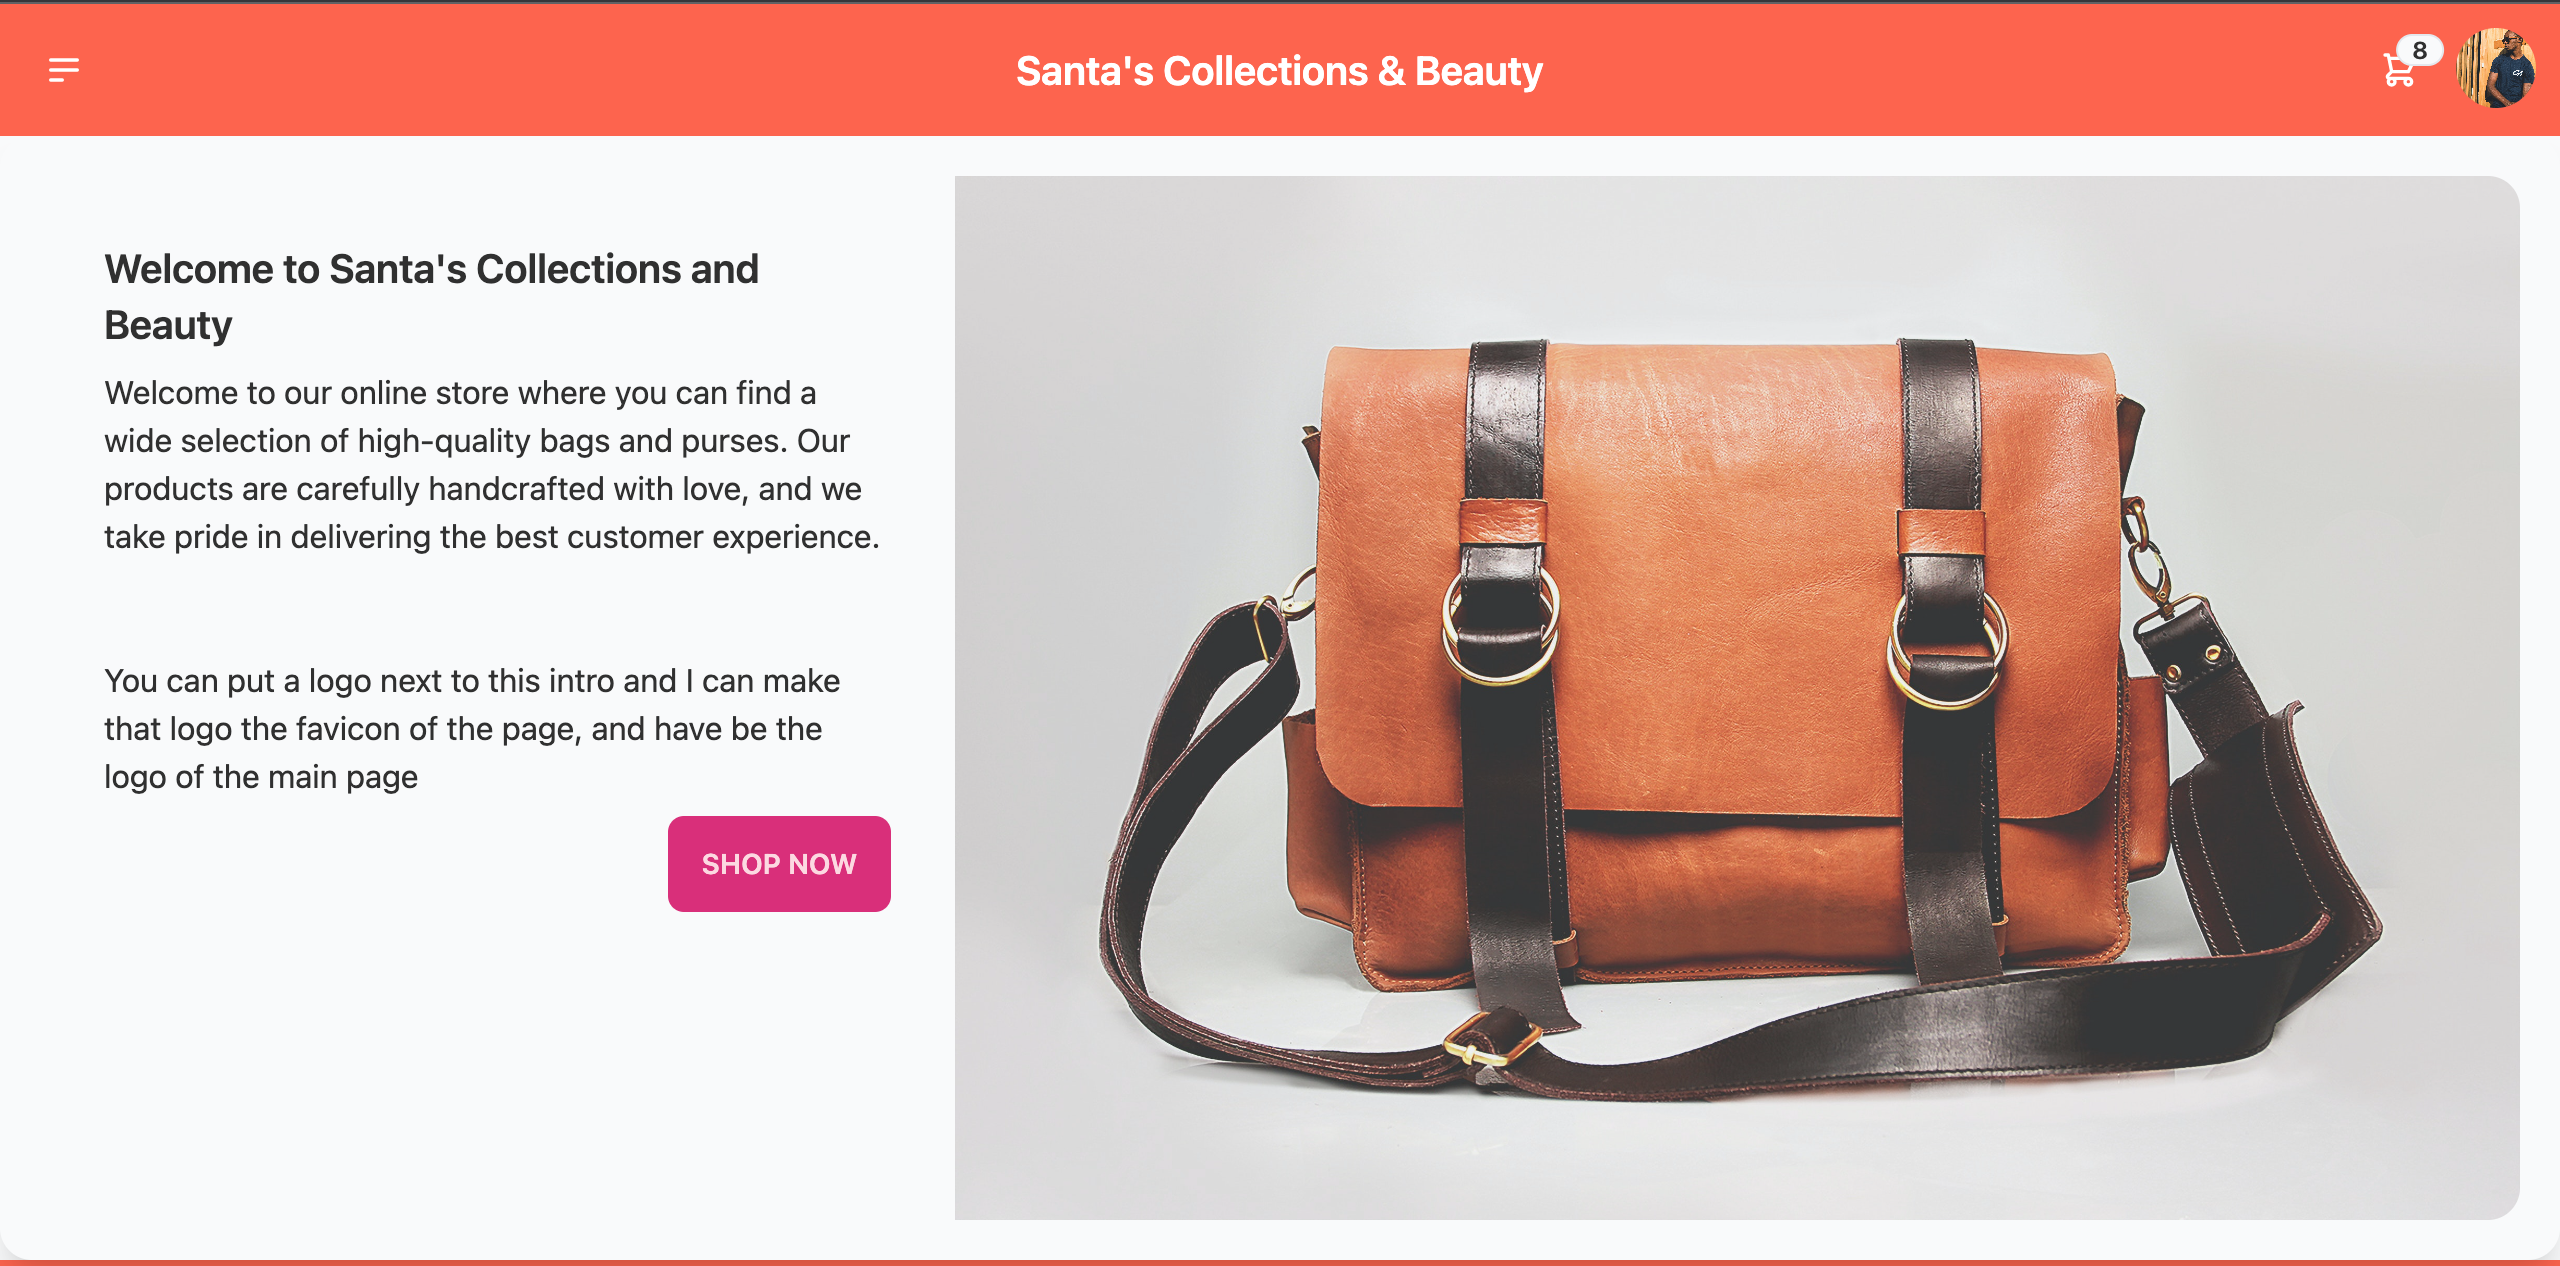 Santa's Collections & Beauty
8
Welcome to Santa's Collections and
Beauty
Welcome to our online store where you can find a
wide selection of high-quality bags and purses. Our
products are carefully handcrafted with love, and we
take pride in delivering the best customer experience.
You can put a logo next to this intro and I can make
that logo the favicon of the page, and have be the
logo of the main page
SHOP NOW